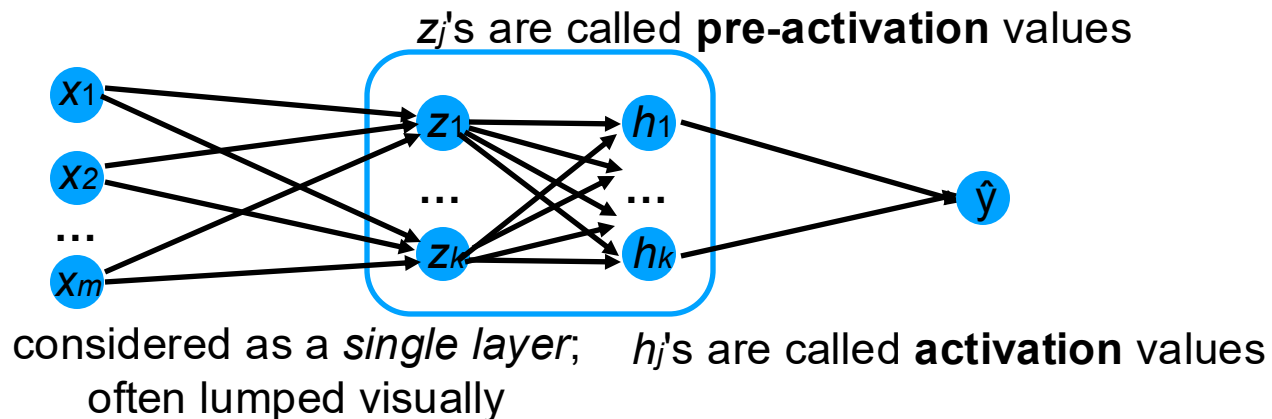 zj's are called pre-activation values
x1
z1
h1
x2
...
...
ŷ
...
zk
hk
xm
considered as a single layer;
often lumped visually
hj's are called activation values